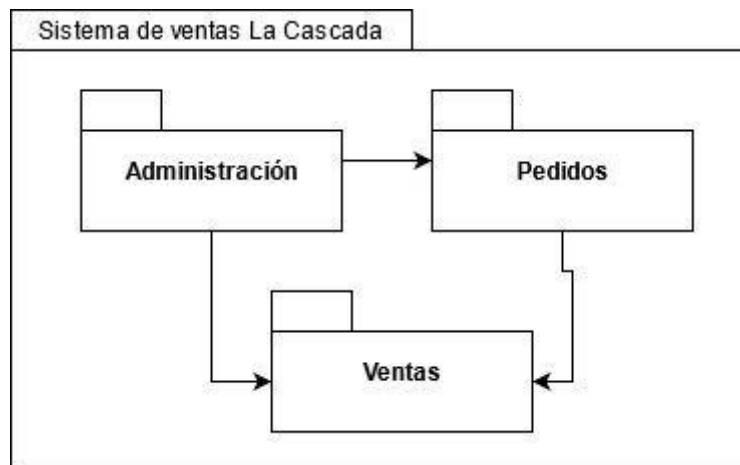 Sistema de ventas La Cascada
Administración
Pedidos
Ventas